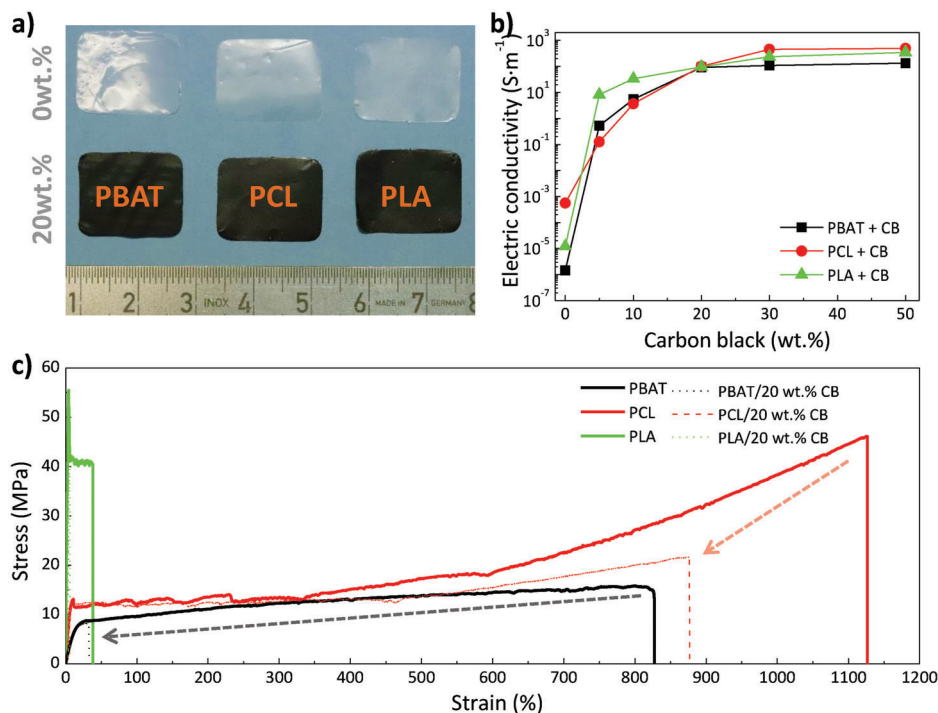 a)
0wt.%
20wt.%
PBAT
PCL
PLA
1 2 3 INOX 4 5 6 MADE IN 7 GERMANY 8
b)
Electric conductivity (S·m⁻¹)
10³
10¹
10⁻¹
10⁻³
10⁻⁵
10⁻⁷
PBAT + CB
PCL + CB
PLA + CB
0 10 20 30 40 50
Carbon black (wt.%)
c)
Stress (MPa)
60
50
40
30
20
10
0
PBAT
PCL
PLA
PBAT/20 wt.% CB
PCL/20 wt.% CB
PLA/20 wt.% CB
0 100 200 300 400 500 600 700 800 900 1000 1100 1200
Strain (%)